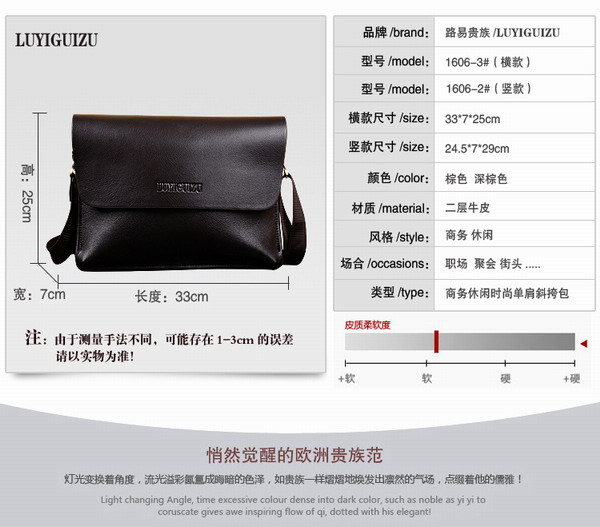 LUYIGUIZU
LUYIGUIZU
高：25cm
宽：7cm
长度：33cm
注：由于测量手法不同，可能存在1-3cm的误差
请以实物为准！
品牌 /brand： 路易贵族 /LUYIGUIZU
型号 /model： 1606-3#（横款）
型号 /model： 1606-2#（竖款）
横款尺寸 /size： 33*7*25cm
竖款尺寸 /size： 24.5*7*29cm
颜色 /color： 棕色 深棕色
材质 /material： 二层牛皮
风格 /style： 商务 休闲
场合 /occasions： 职场 聚会 街头 .....
类型 /type： 商务休闲时尚单肩斜挎包
皮质柔软度
+软 软 硬 +硬
悄然觉醒的欧洲贵族范
灯光变换着角度，流光溢彩氤氲成晦暗的色泽，如贵族一样熠熠地焕发出凛然的气场，点缀着他的儒雅！
Light changing Angle, time excessive colour dense into dark color, such as noble as yi yi to
coruscate gives awe inspiring flow of qi, dotted with his elegant!